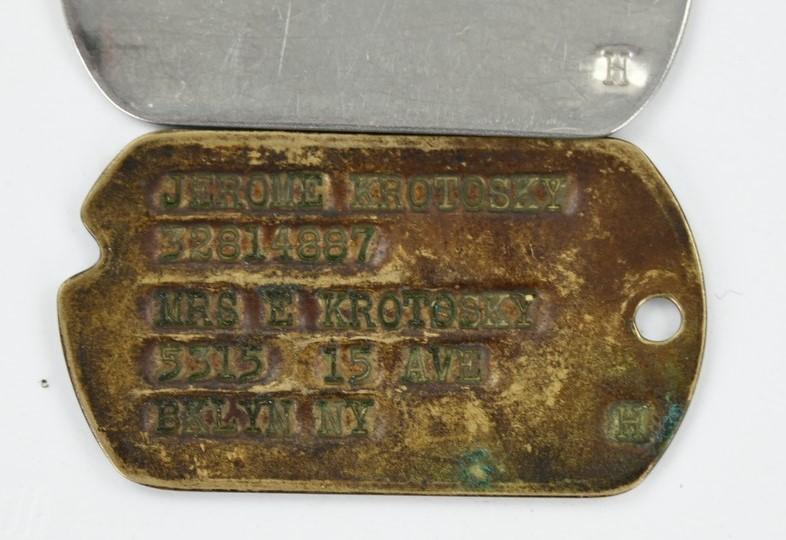 H
JEROME KROTOSKY
32814887
MRS E KROTOSKY
5315 15 AVE
BKLYN NY
H